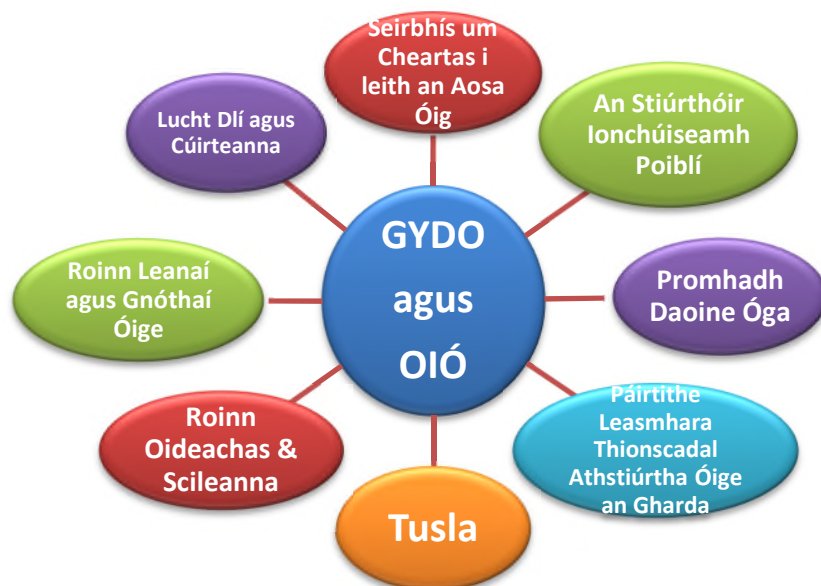 Seirbhís um
Cheartas i
leith an Aosa
Óig
An Stiúrthóir
Ionchúiseamh
Poiblí
Lucht Dlí agus
Cúirteanna
GYDO
agus
OIÓ
Roinn Leanaí
agus Gnóthaí
Óige
Promhadh
Daoine Óga
Roinn
Oideachas &
Scileanna
Páirtithe
Leasmhara
Thionscadal
Athstiúrtha Óige
an Gharda
Tusla